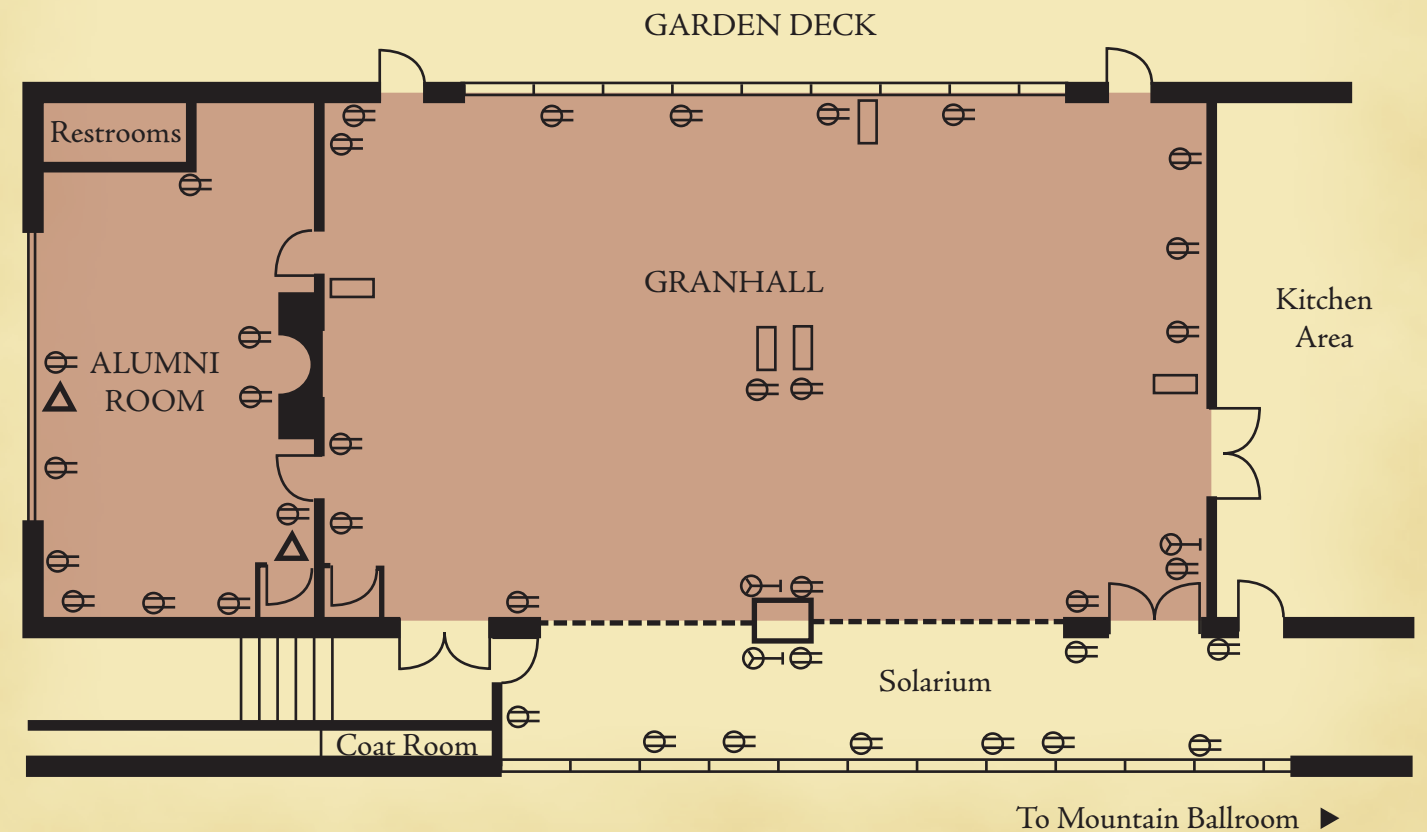 GARDEN DECK
Restrooms
GRANHALL
Kitchen
Area
ALUMNI
ROOM
Solarium
Coat Room
To Mountain Ballroom